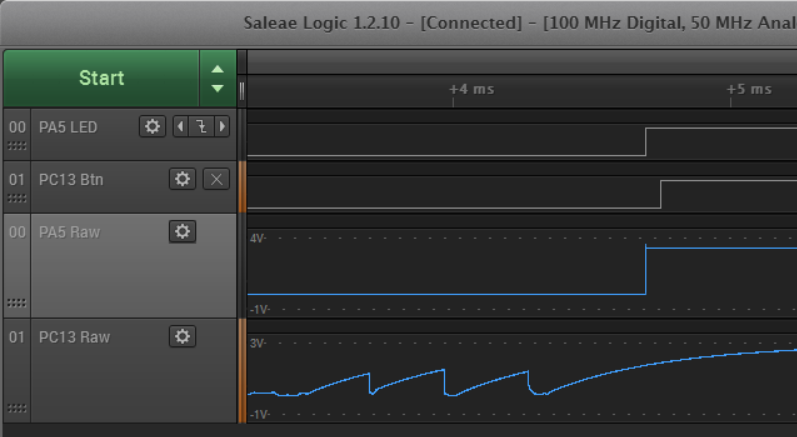 Saleae Logic 1.2.10 – [Connected] – [100 MHz Digital, 50 MHz Anal
Start
+4 ms
+5 ms
00 PA5 LED
01 PC13 Btn
00 PA5 Raw
4V
-1V
01 PC13 Raw
3V
-1V